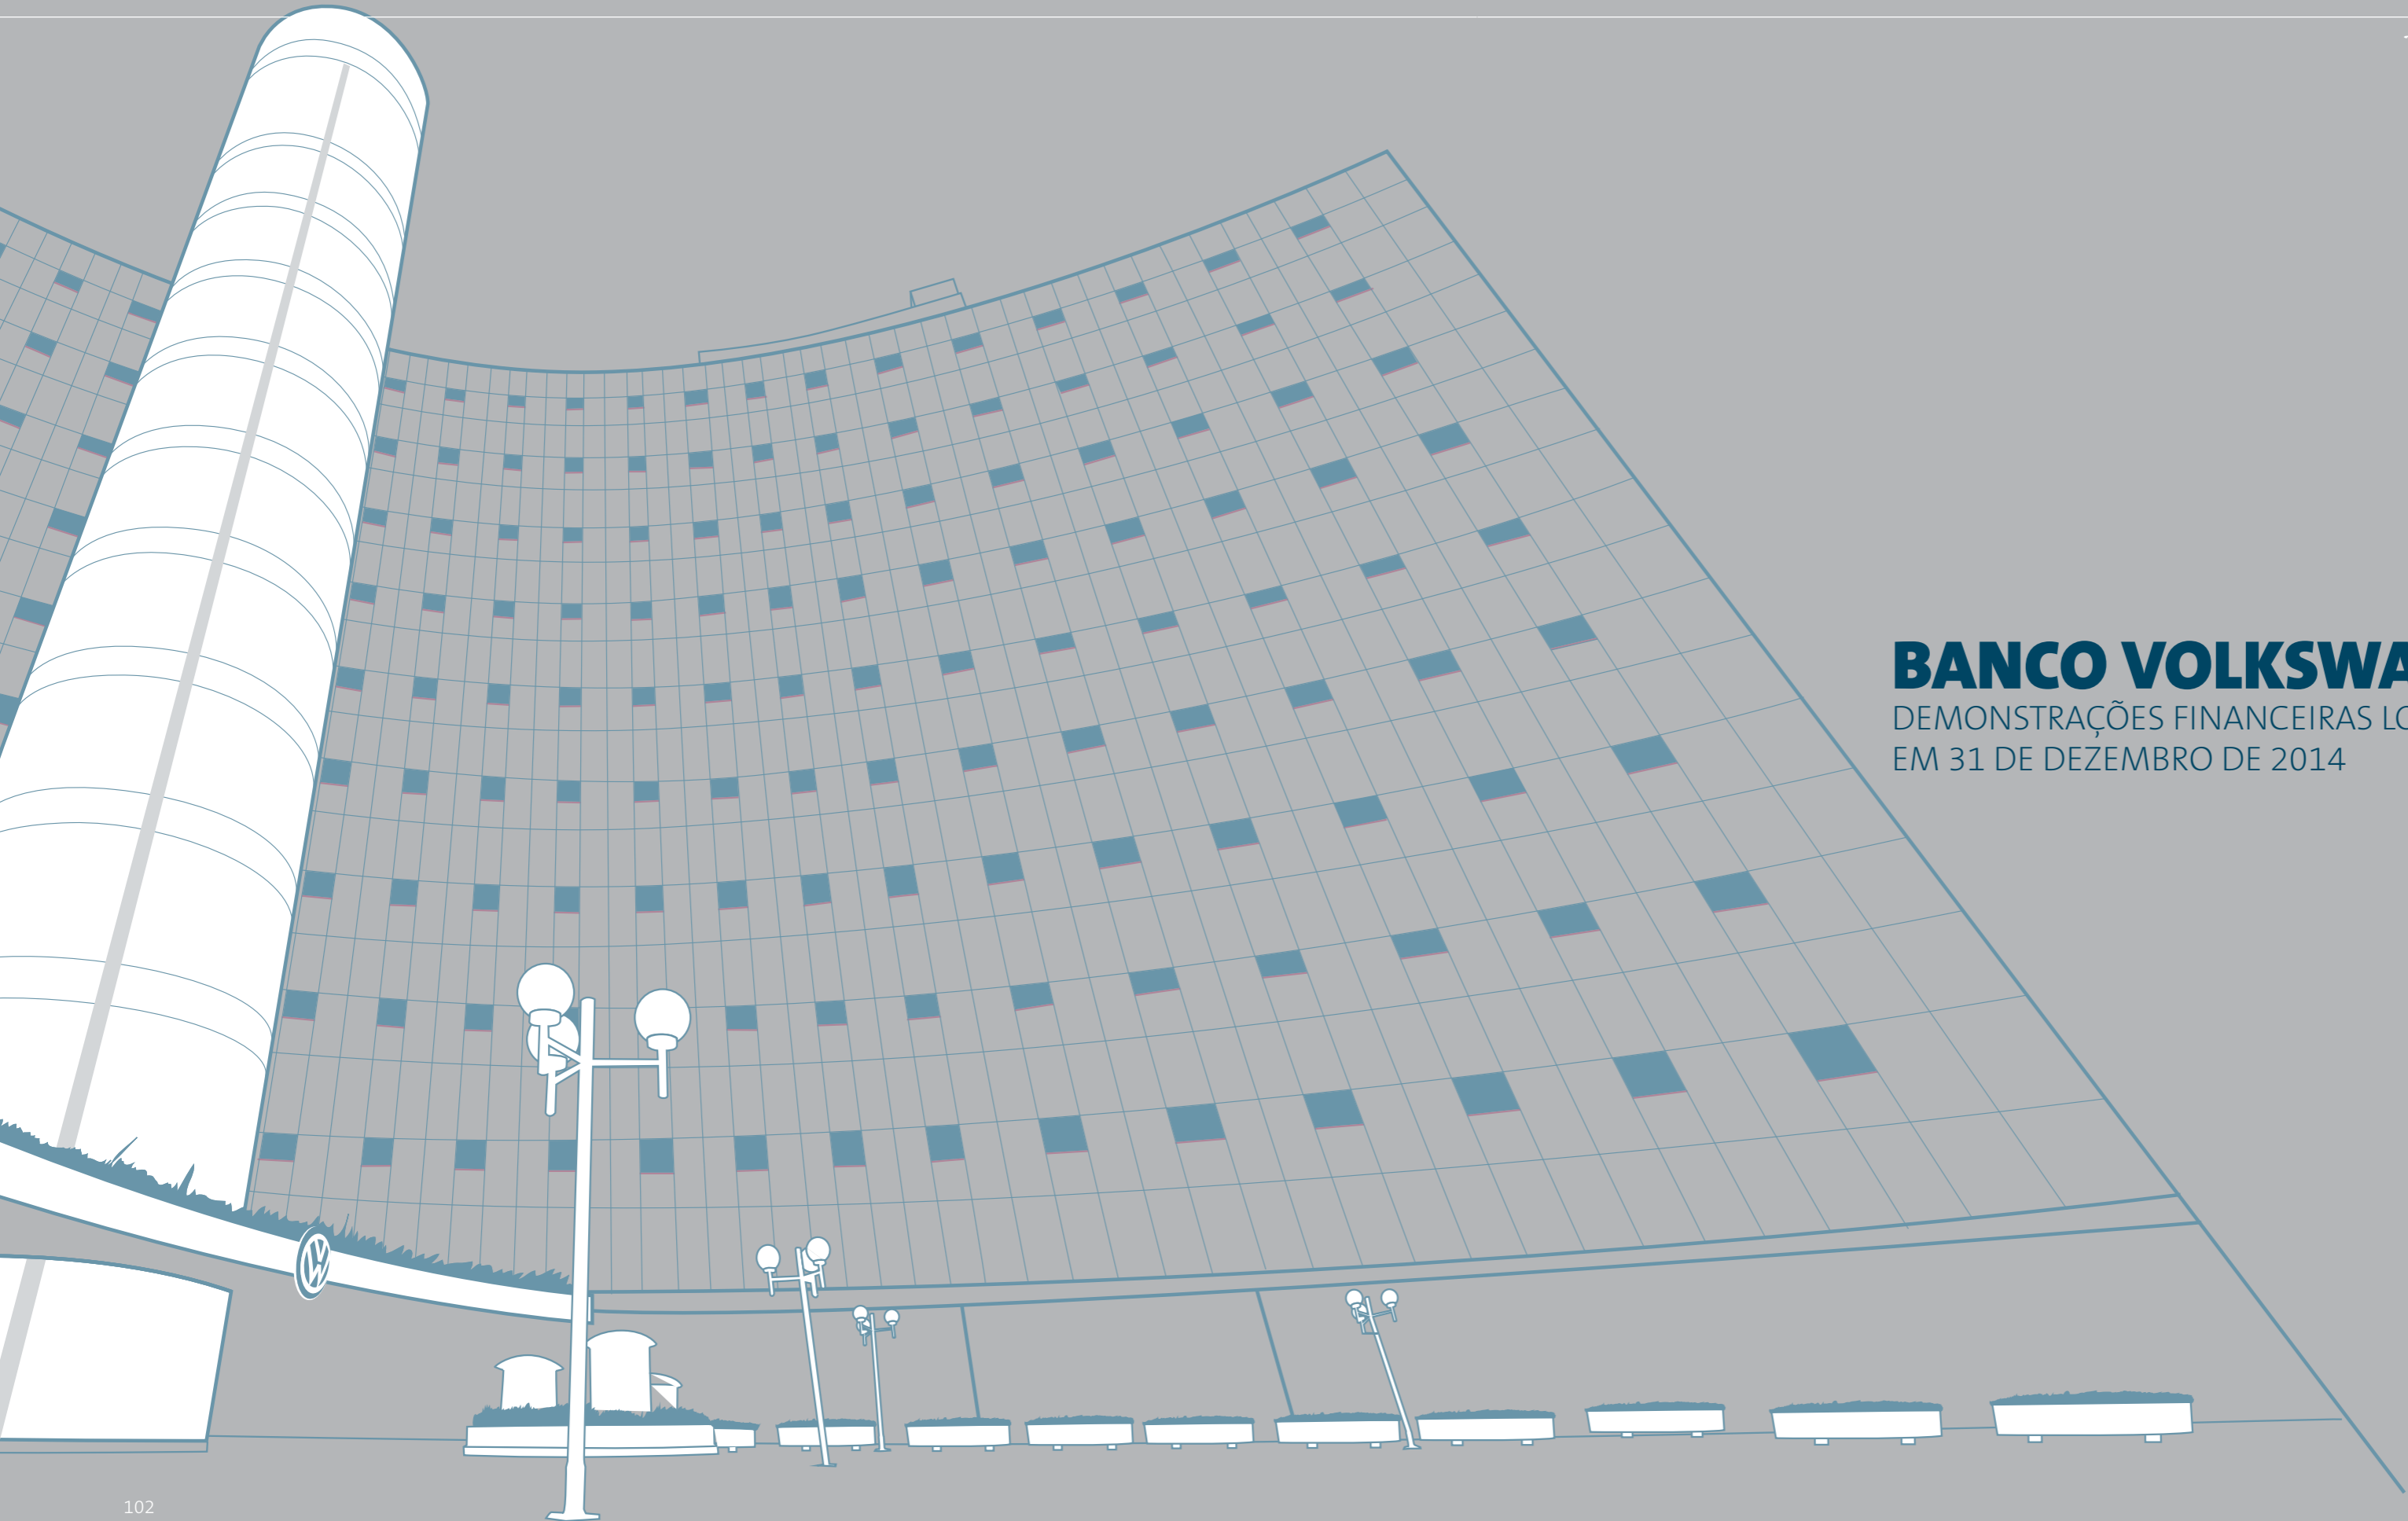 BANCO VOLKSWA
DEMONSTRAÇÕES FINANCEIRAS LO
EM 31 DE DEZEMBRO DE 2014
102